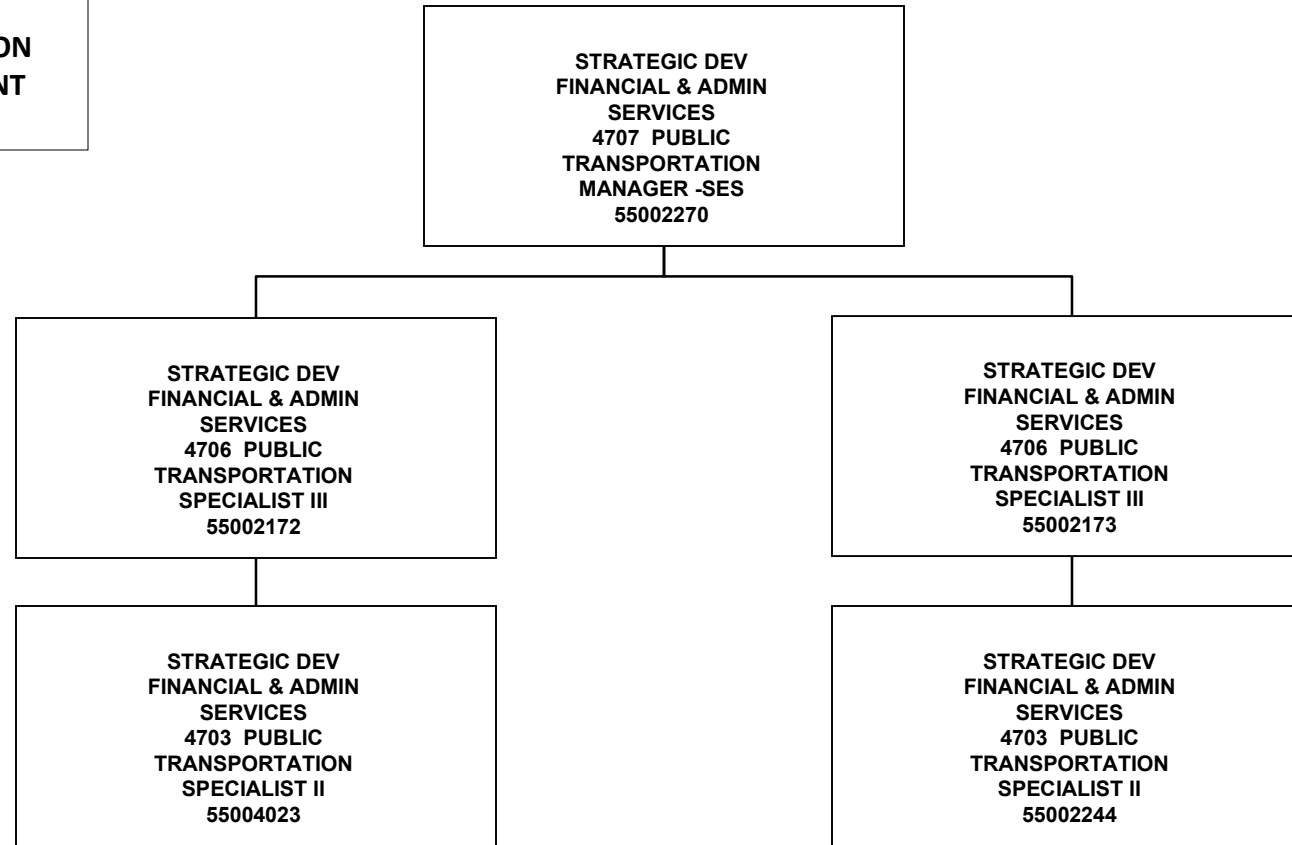 STRATEGIC DEV
FINANCIAL & ADMIN
SERVICES
4707 PUBLIC
TRANSPORTATION
MANAGER -SES
55002270
STRATEGIC DEV
FINANCIAL & ADMIN
SERVICES
4706 PUBLIC
TRANSPORTATION
SPECIALIST III
55002172
STRATEGIC DEV
FINANCIAL & ADMIN
SERVICES
4706 PUBLIC
TRANSPORTATION
SPECIALIST III
55002173
STRATEGIC DEV
FINANCIAL & ADMIN
SERVICES
4703 PUBLIC
TRANSPORTATION
SPECIALIST II
55004023
STRATEGIC DEV
FINANCIAL & ADMIN
SERVICES
4703 PUBLIC
TRANSPORTATION
SPECIALIST II
55002244